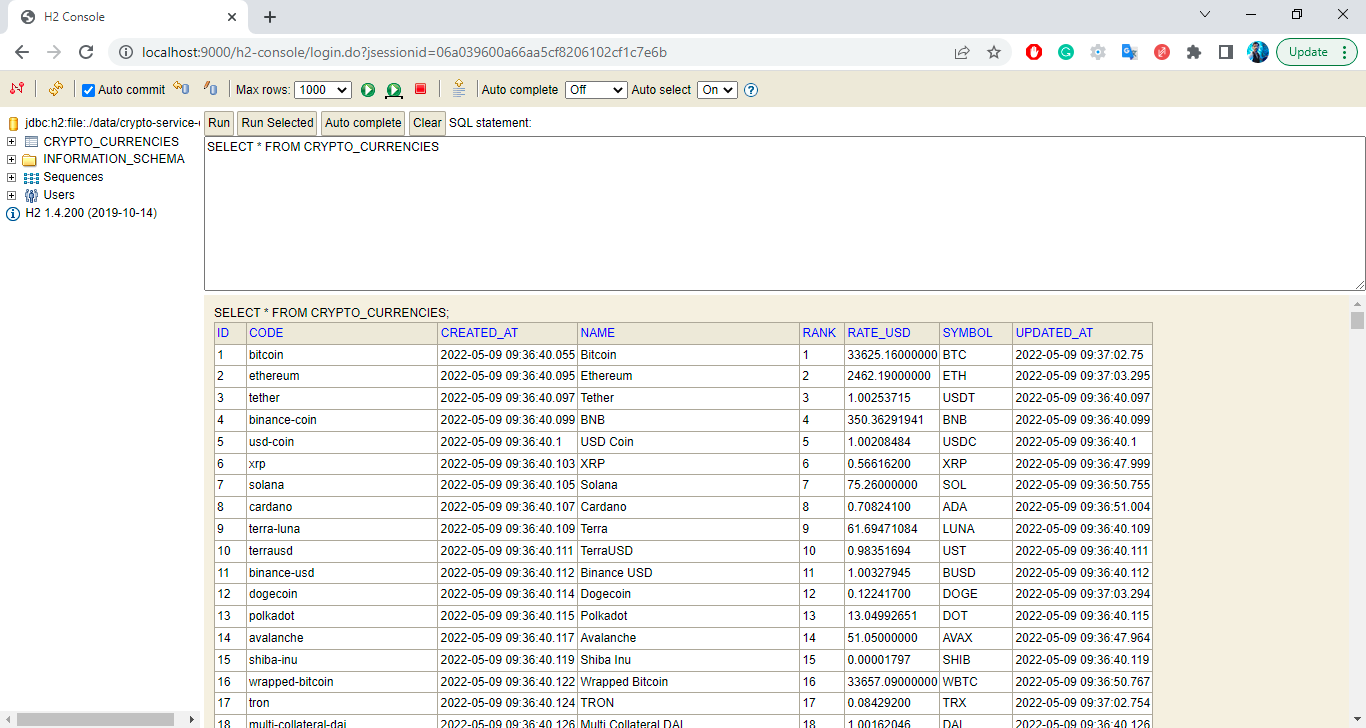 H2 Console
localhost:9000/h2-console/login.do?jsessionid=06a039600a66aa5cf8206102cf1c7e6b
Update
Auto commit Max rows: 1000 Auto complete Off Auto select On ?
jdbc:h2:file:./data/crypto-service-
CRYPTO_CURRENCIES
INFORMATION_SCHEMA
Sequences
Users
H2 1.4.200 (2019-10-14)
Run Run Selected Auto complete Clear SQL statement:
SELECT * FROM CRYPTO_CURRENCIES
SELECT * FROM CRYPTO_CURRENCIES;
ID CODE CREATED_AT NAME RANK RATE_USD SYMBOL UPDATED_AT
1 bitcoin 2022-05-09 09:36:40.055 Bitcoin 1 33625.16000000 BTC 2022-05-09 09:37:02.75
2 ethereum 2022-05-09 09:36:40.095 Ethereum 2 2462.19000000 ETH 2022-05-09 09:37:03.295
3 tether 2022-05-09 09:36:40.097 Tether 3 1.00253715 USDT 2022-05-09 09:36:40.097
4 binance-coin 2022-05-09 09:36:40.099 BNB 4 350.36291941 BNB 2022-05-09 09:36:40.099
5 usd-coin 2022-05-09 09:36:40.1 USD Coin 5 1.00208484 USDC 2022-05-09 09:36:40.1
6 xrp 2022-05-09 09:36:40.103 XRP 6 0.56616200 XRP 2022-05-09 09:36:47.999
7 solana 2022-05-09 09:36:40.105 Solana 7 75.26000000 SOL 2022-05-09 09:36:50.755
8 cardano 2022-05-09 09:36:40.107 Cardano 8 0.70824100 ADA 2022-05-09 09:36:51.004
9 terra-luna 2022-05-09 09:36:40.109 Terra 9 61.69471084 LUNA 2022-05-09 09:36:40.109
10 terrausd 2022-05-09 09:36:40.111 TerraUSD 10 0.98351694 UST 2022-05-09 09:36:40.111
11 binance-usd 2022-05-09 09:36:40.112 Binance USD 11 1.00327945 BUSD 2022-05-09 09:36:40.112
12 dogecoin 2022-05-09 09:36:40.114 Dogecoin 12 0.12241700 DOGE 2022-05-09 09:37:03.294
13 polkadot 2022-05-09 09:36:40.115 Polkadot 13 13.04992651 DOT 2022-05-09 09:36:40.115
14 avalanche 2022-05-09 09:36:40.117 Avalanche 14 51.05000000 AVAX 2022-05-09 09:36:47.964
15 shiba-inu 2022-05-09 09:36:40.119 Shiba Inu 15 0.00001797 SHIB 2022-05-09 09:36:40.119
16 wrapped-bitcoin 2022-05-09 09:36:40.122 Wrapped Bitcoin 16 33657.09000000 WBTC 2022-05-09 09:36:50.767
17 tron 2022-05-09 09:36:40.124 TRON 17 0.08429200 TRX 2022-05-09 09:37:02.754
18 multi-collateral-dai 2022-05-09 09:36:40.126 Multi Collateral DAI 18 1.00162046 DAI 2022-05-09 09:36:40.126